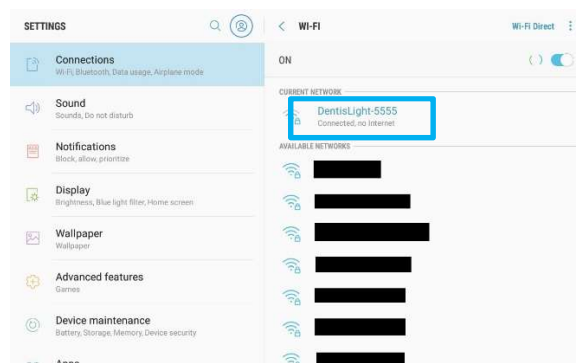 SETTINGS
Connections
Wi-Fi, Bluetooth, Data usage, Airplane mode
Sound
Sounds, Do not disturb
Notifications
Block, allow, prioritize
Display
Brightness, Blue light filter, Home screen
Wallpaper
Wallpaper
Advanced features
Games
Device maintenance
Battery, Storage, Memory, Device security
WI-FI
Wi-Fi Direct
ON
CURRENT NETWORK
DentisLight-5555
Connected, no Internet
AVAILABLE NETWORKS